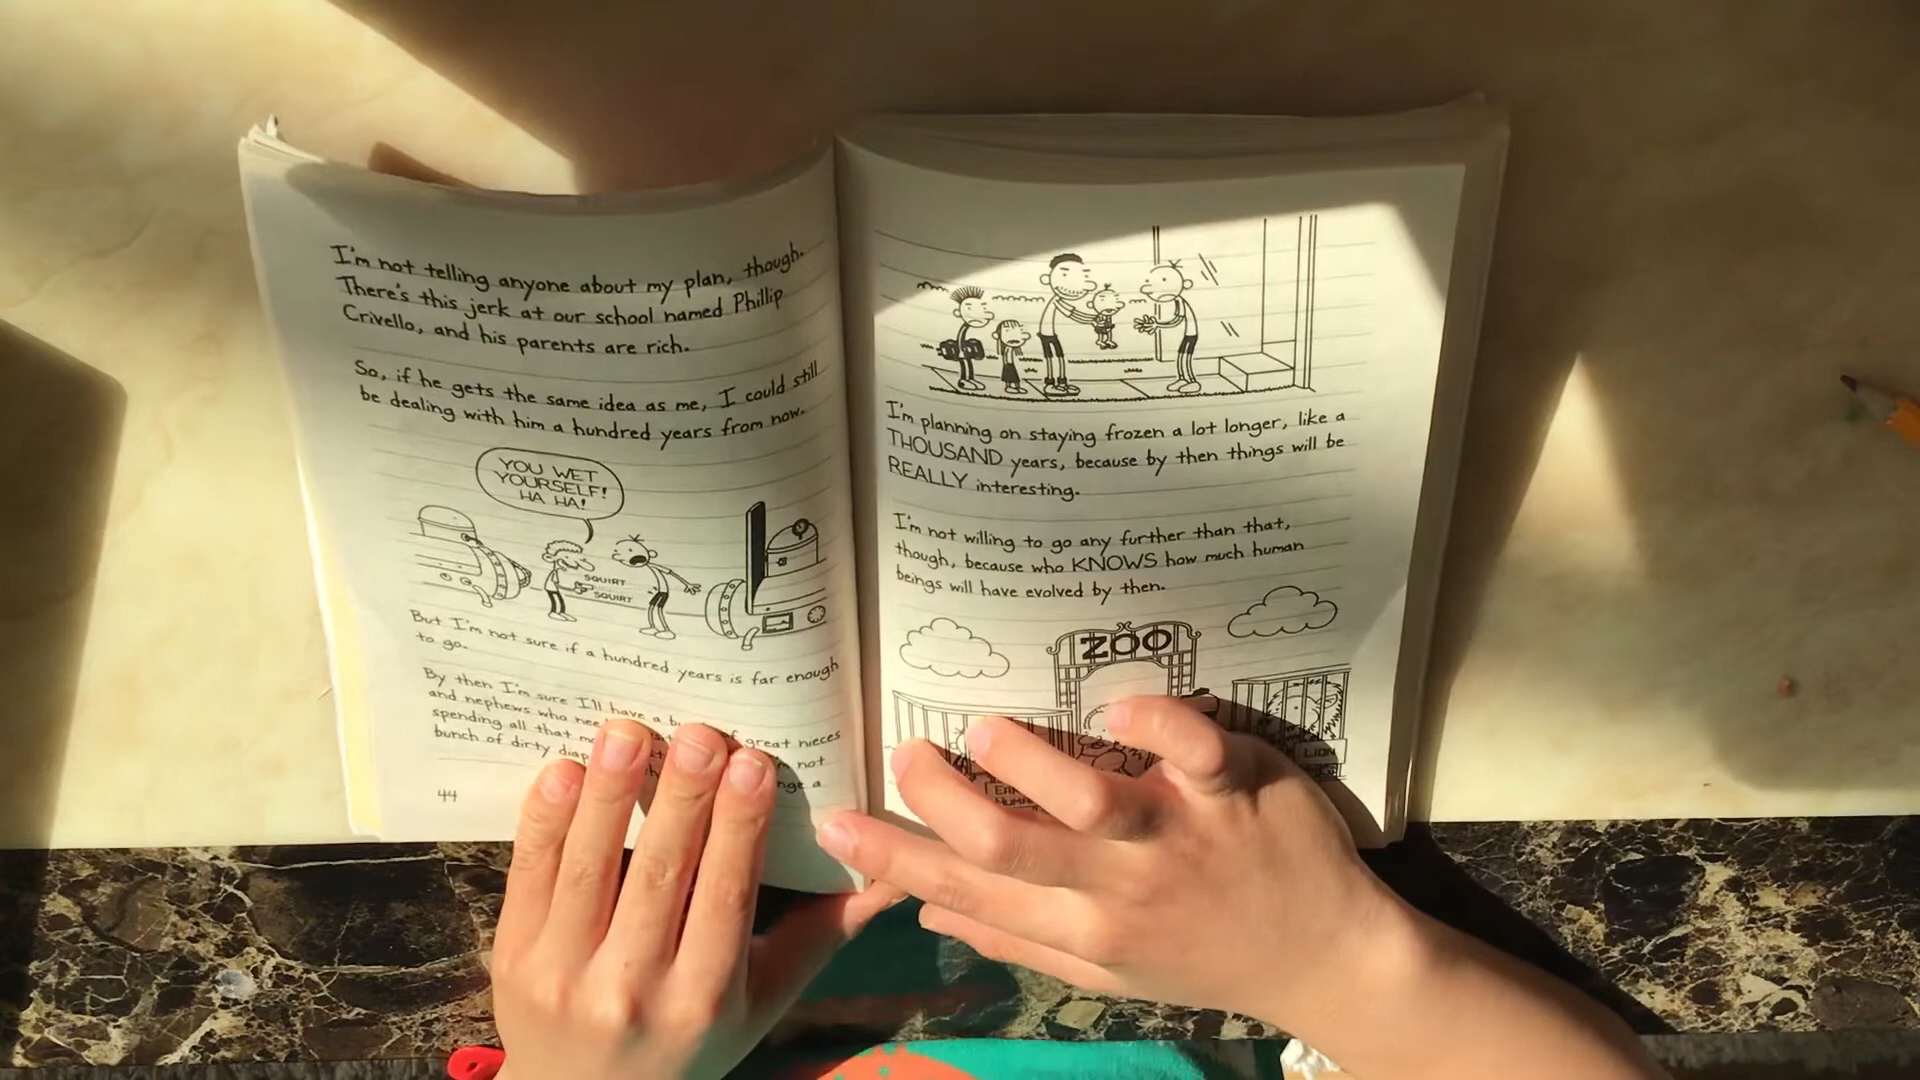 I'm not telling anyone about my plan, though.
There's this jerk at our school named Phillip
Crivello, and his parents are rich.
So, if he gets the same idea as me, I could still
be dealing with him a hundred years from now.
YOU WET
YOURSELF!
HA HA!
SQUIRT
SQUIRT
But I'm not sure if a hundred years is far enough
to go.
By then I'm sure I'll have a great nieces
and nephews who not
spending all that a
bunch of dirty
44
I'm planning on staying frozen a lot longer, like a
THOUSAND years, because by then things will be
REALLY interesting.
I'm not willing to go any further than that,
though, because who KNOWS how much human
beings will have evolved by then.
ZOO
LION